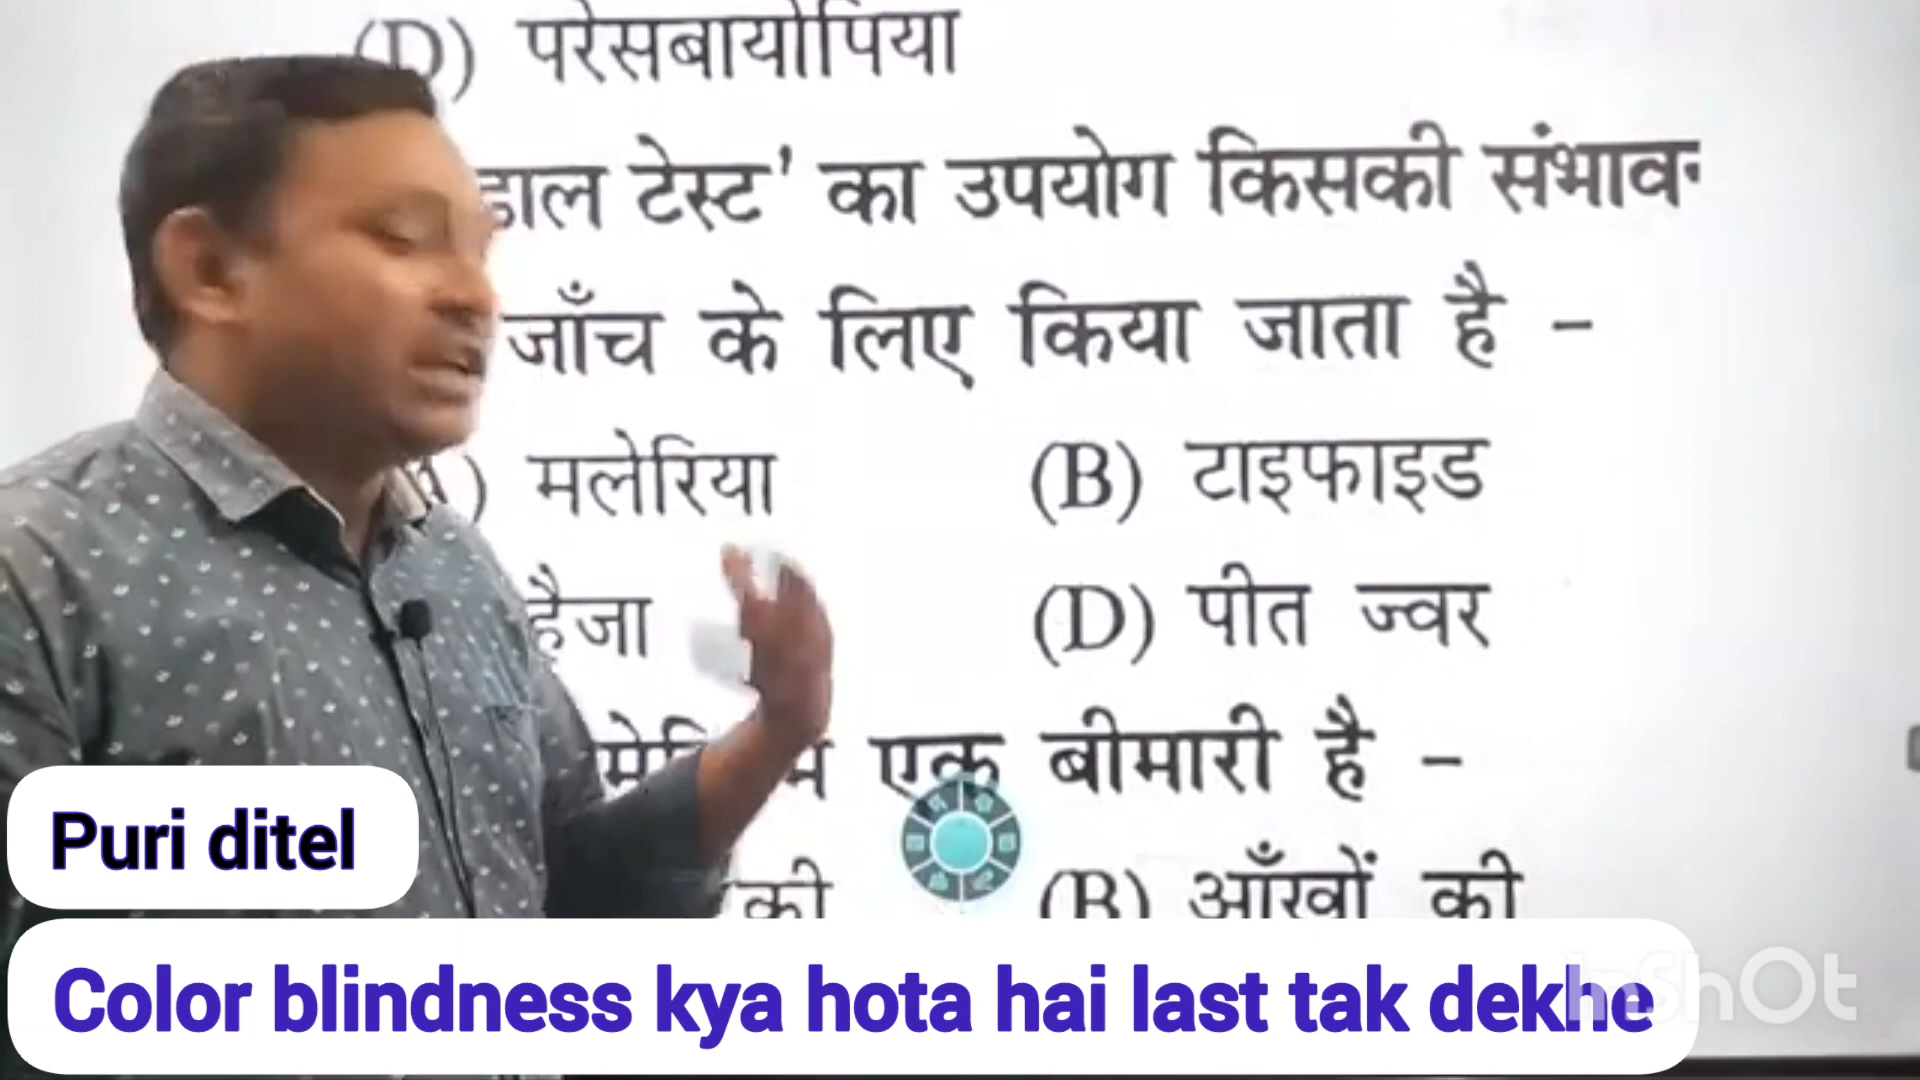 (D) परेसबायोपिया
टेस्ट' का उपयोग किसकी
जाँच के लिए किया जाता है -
) मलेरिया (B) टाइफाइड
हैजा (D) पीत ज्वर
एक बीमारी है -
की (B) आँखों की
Puri ditel
Color blindness kya hota hai last tak dekhe
InShOt